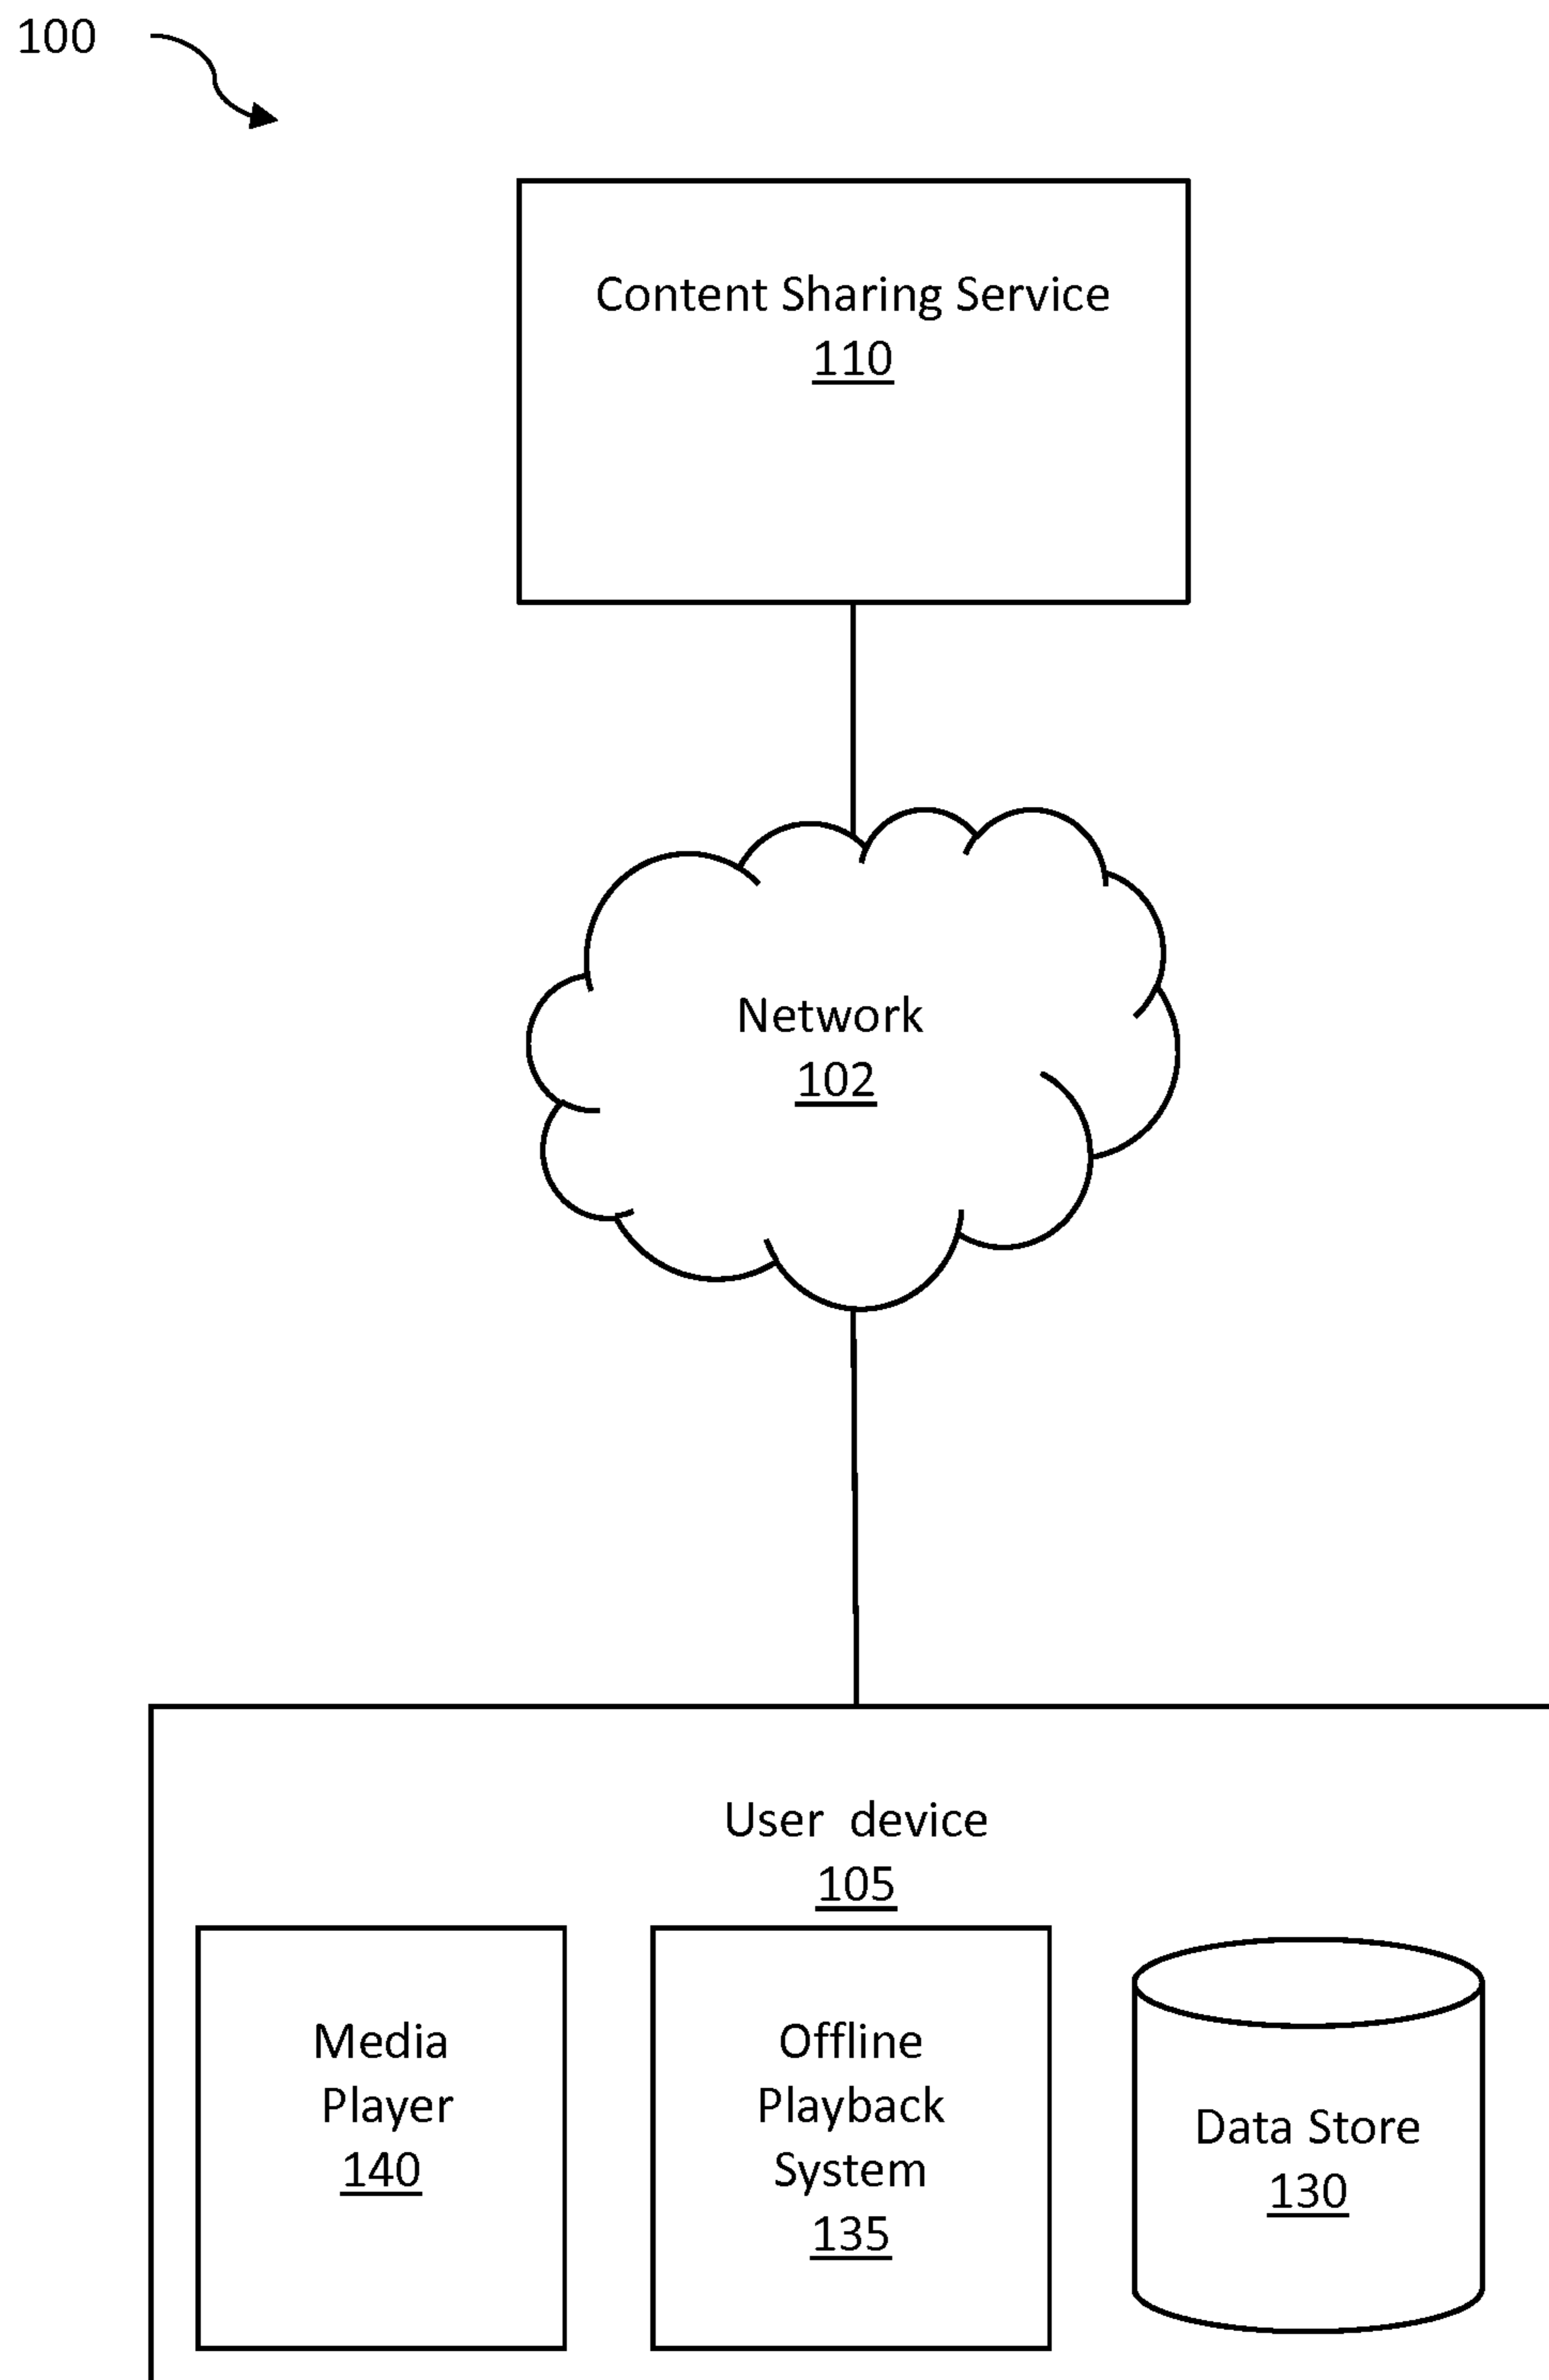 100
Content Sharing Service
110
Network
102
User device
105
Media
Player
140
Offline
Playback
System
135
Data Store
130